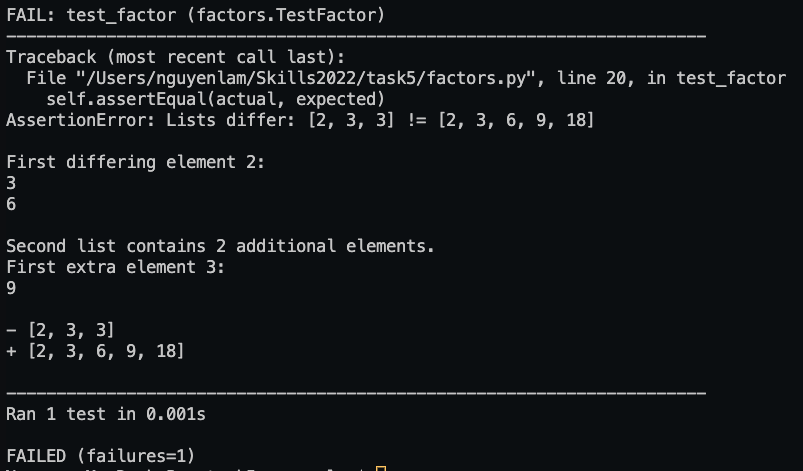 FAIL: test_factor (factors.TestFactor)
----------------------------------------------------------------------
Traceback (most recent call last):
  File "/Users/nguyenlam/Skills2022/task5/factors.py", line 20, in test_factor
    self.assertEqual(actual, expected)
AssertionError: Lists differ: [2, 3, 3] != [2, 3, 6, 9, 18]

First differing element 2:
3
6

Second list contains 2 additional elements.
First extra element 3:
9

- [2, 3, 3]
+ [2, 3, 6, 9, 18]

----------------------------------------------------------------------
Ran 1 test in 0.001s

FAILED (failures=1)